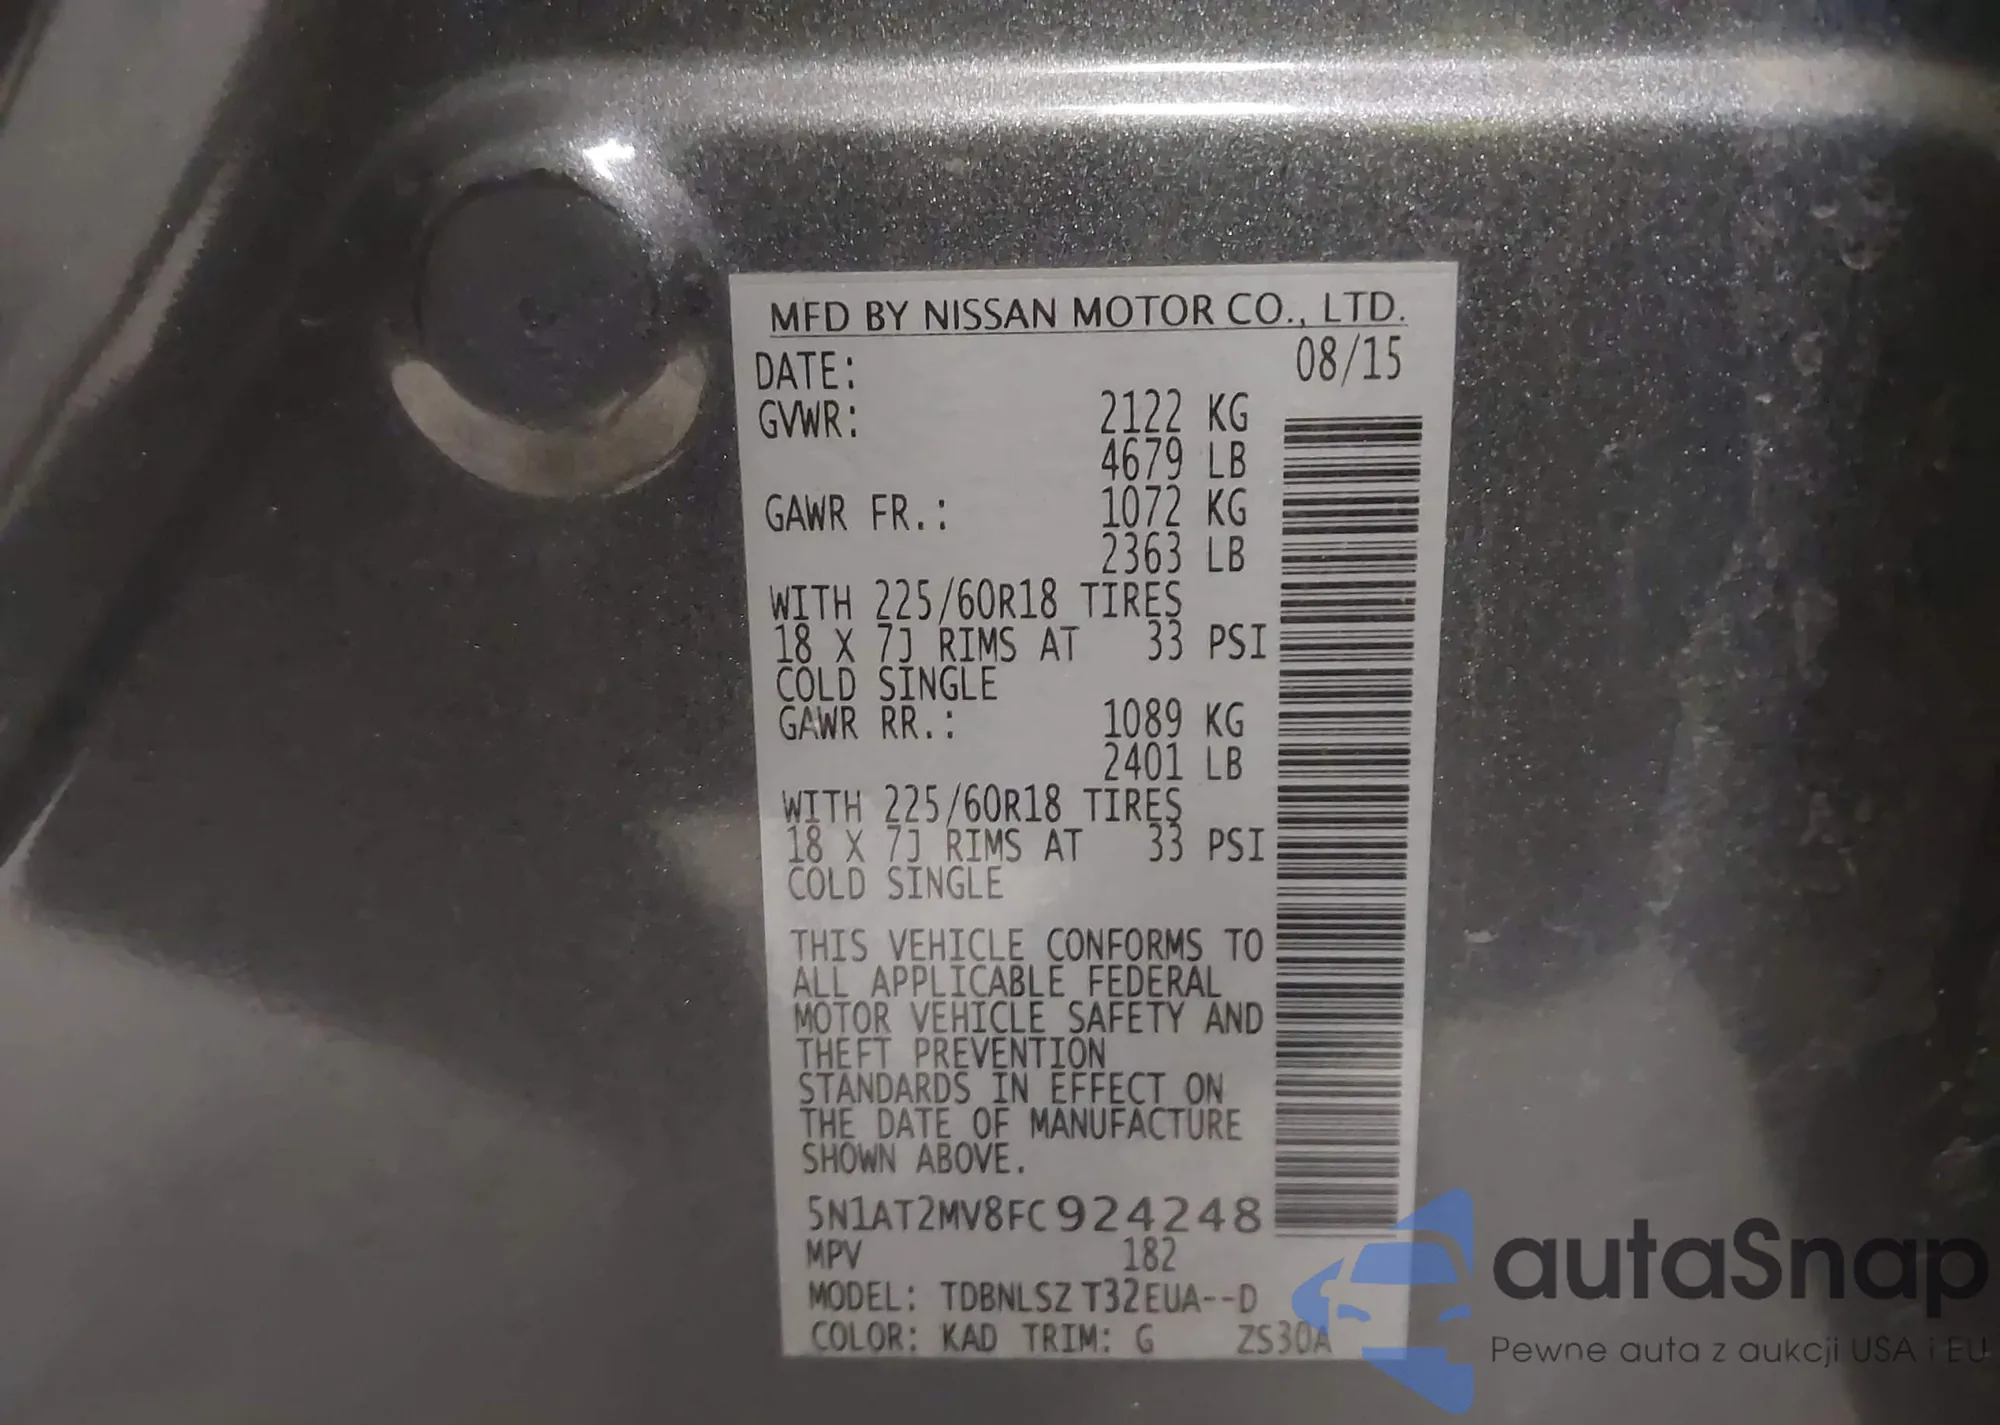 MFD BY NISSAN MOTOR CO., LTD.
DATE: 08/15
GVWR: 2122 KG
4679 LB
GAWR FR.: 1072 KG
2363 LB
WITH 225/60R18 TIRES
18 X 7J RIMS AT 33 PSI
COLD SINGLE
GAWR RR.: 1089 KG
2401 LB
WITH 225/60R18 TIRES
18 X 7J RIMS AT 33 PSI
COLD SINGLE
THIS VEHICLE CONFORMS TO
ALL APPLICABLE FEDERAL
MOTOR VEHICLE SAFETY AND
THEFT PREVENTION
STANDARDS IN EFFECT ON
THE DATE OF MANUFACTURE
SHOWN ABOVE.
5N1AT2MV8FC924248
MPV 182
MODEL: TDBNLSZ T32EUA--D
COLOR: KAD TRIM: G ZS30A
autaSnap
Pewne auta z aukcji USA i EU